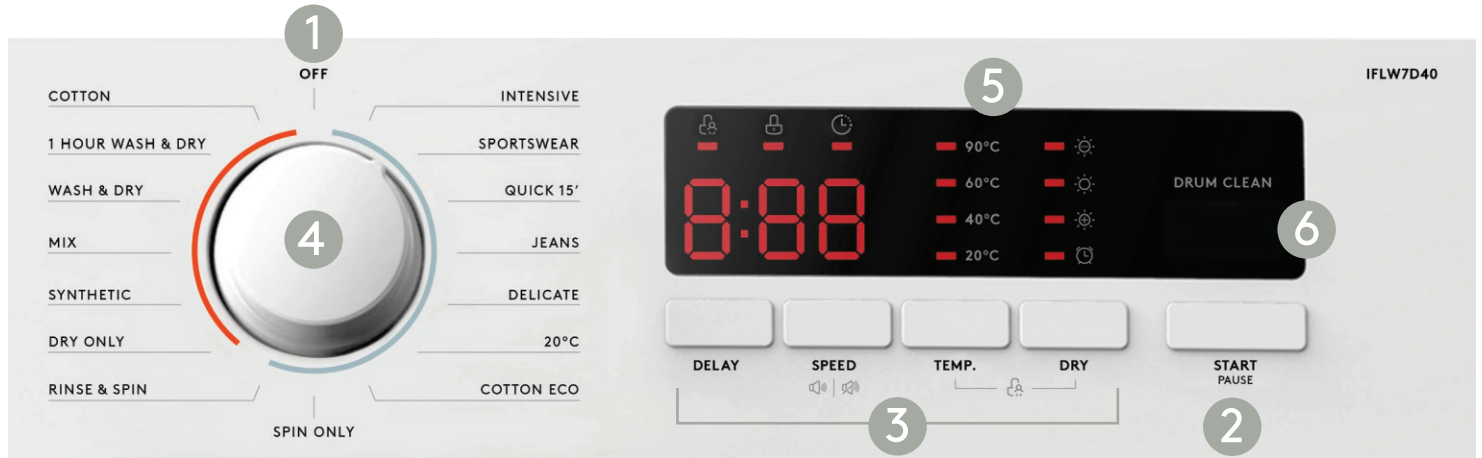 1
OFF
IFLW7D40
COTTON
INTENSIVE
1 HOUR WASH & DRY
SPORTSWEAR
WASH & DRY
QUICK 15’
MIX
JEANS
SYNTHETIC
DELICATE
DRY ONLY
20°C
RINSE & SPIN
COTTON ECO
SPIN ONLY
4
5
8:88
90°C
60°C
40°C
20°C
DRUM CLEAN
6
DELAY
SPEED
TEMP.
DRY
START
PAUSE
3
2